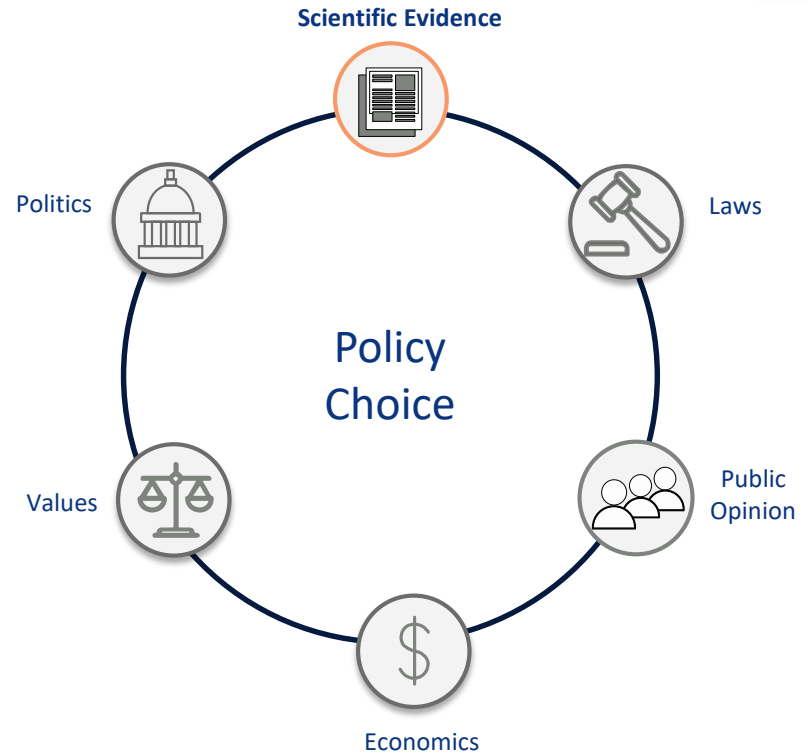 Scientific Evidence
Politics
Laws
Policy
Choice
Values
Public
Opinion
$
Economics